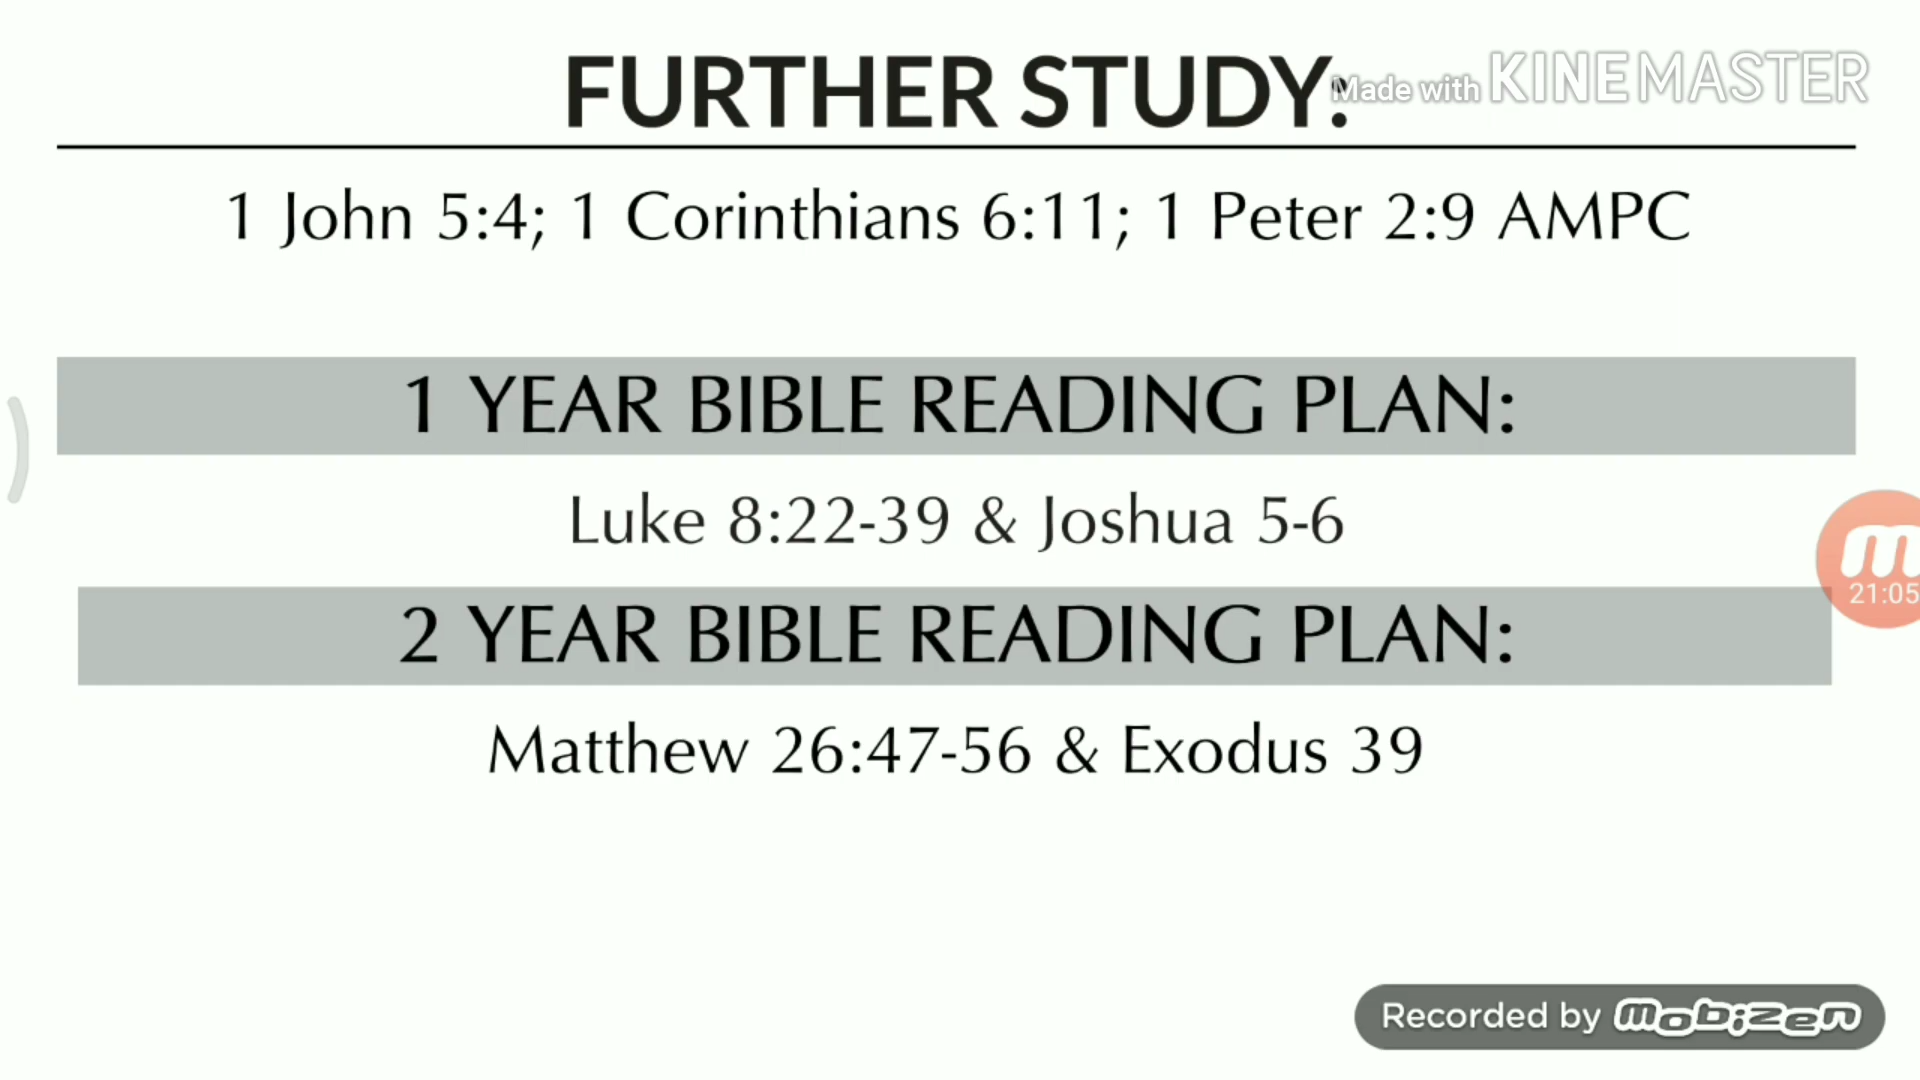 FURTHER STUDY:
Made with KINEMASTER
1 John 5:4; 1 Corinthians 6:11; 1 Peter 2:9 AMPC
1 YEAR BIBLE READING PLAN:
Luke 8:22-39 & Joshua 5-6
21:05
2 YEAR BIBLE READING PLAN:
Matthew 26:47-56 & Exodus 39
Recorded by mobizen